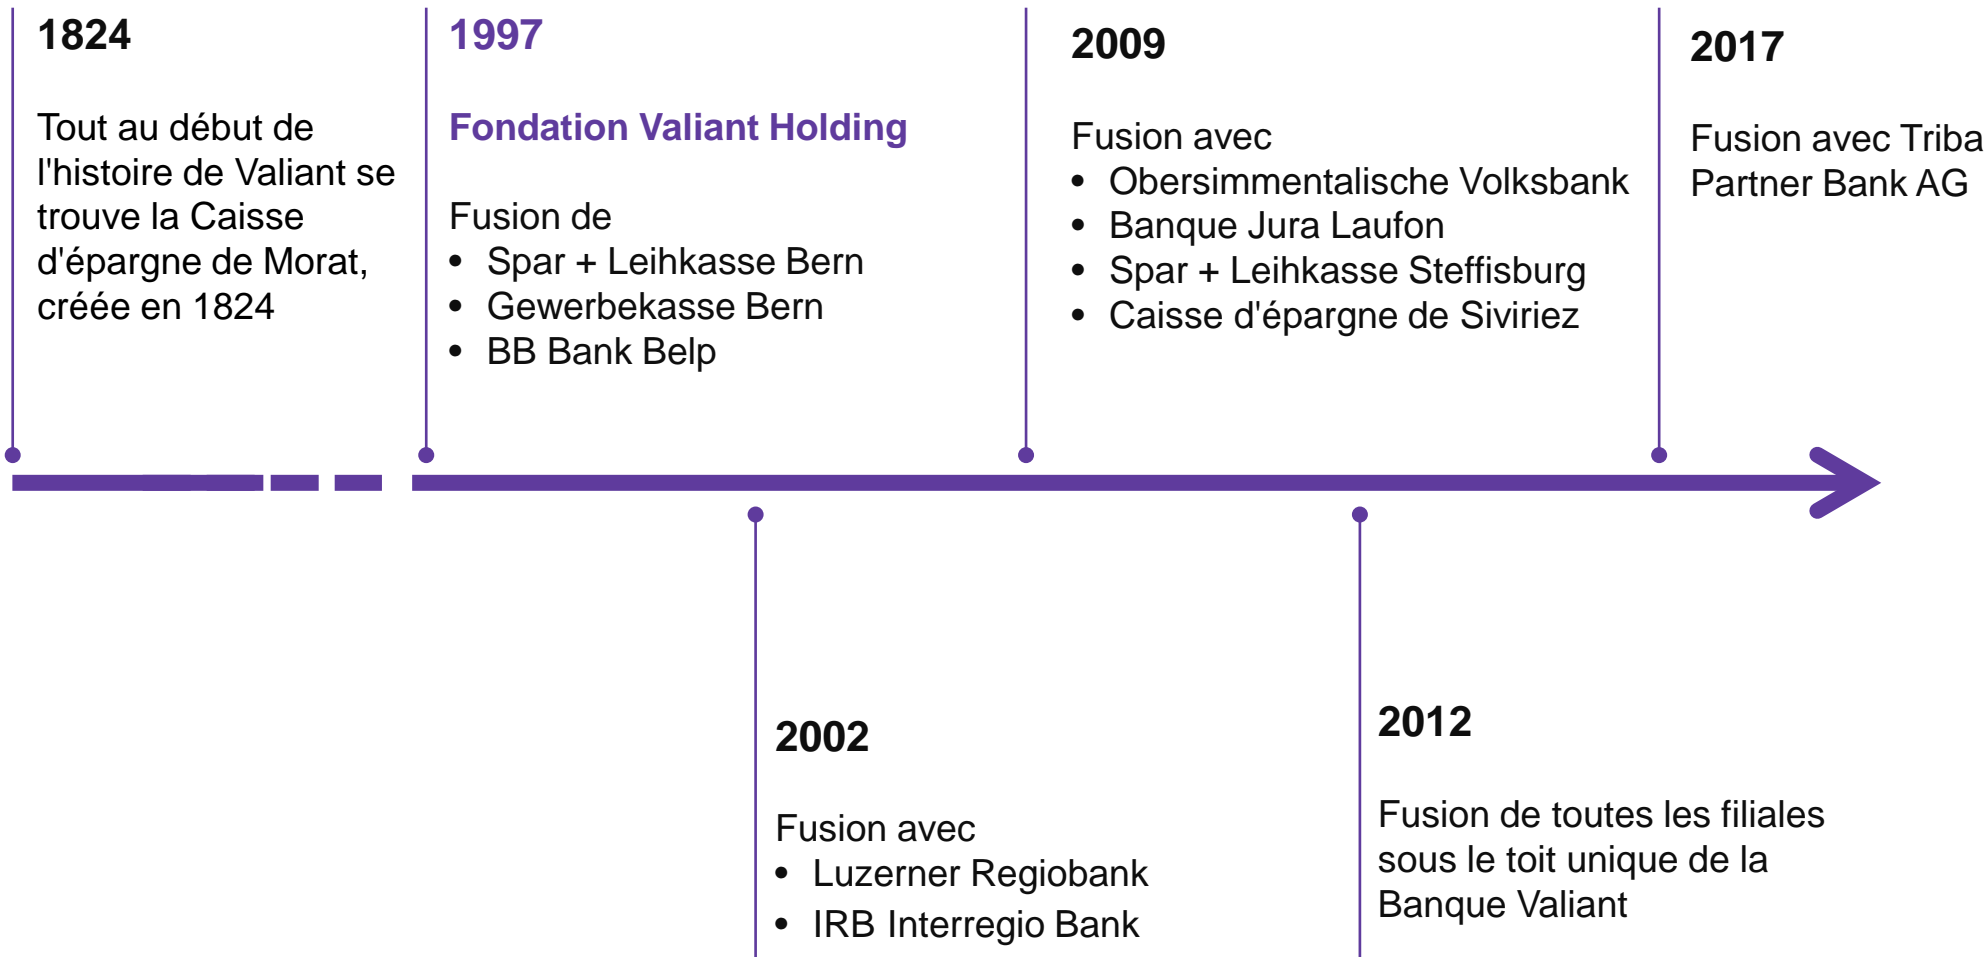 1824
Tout au début de
l'histoire de Valiant se
trouve la Caisse
d'épargne de Morat,
créée en 1824
1997
Fondation Valiant Holding
Fusion de
• Spar + Leihkasse Bern
• Gewerbekasse Bern
• BB Bank Belp
2002
Fusion avec
• Luzerner Regiobank
• IRB Interregio Bank
2009
Fusion avec
• Obersimmentalische Volksbank
• Banque Jura Laufon
• Spar + Leihkasse Steffisburg
• Caisse d'épargne de Siviriez
2012
Fusion de toutes les filiales
sous le toit unique de la
Banque Valiant
2017
Fusion avec Triba
Partner Bank AG